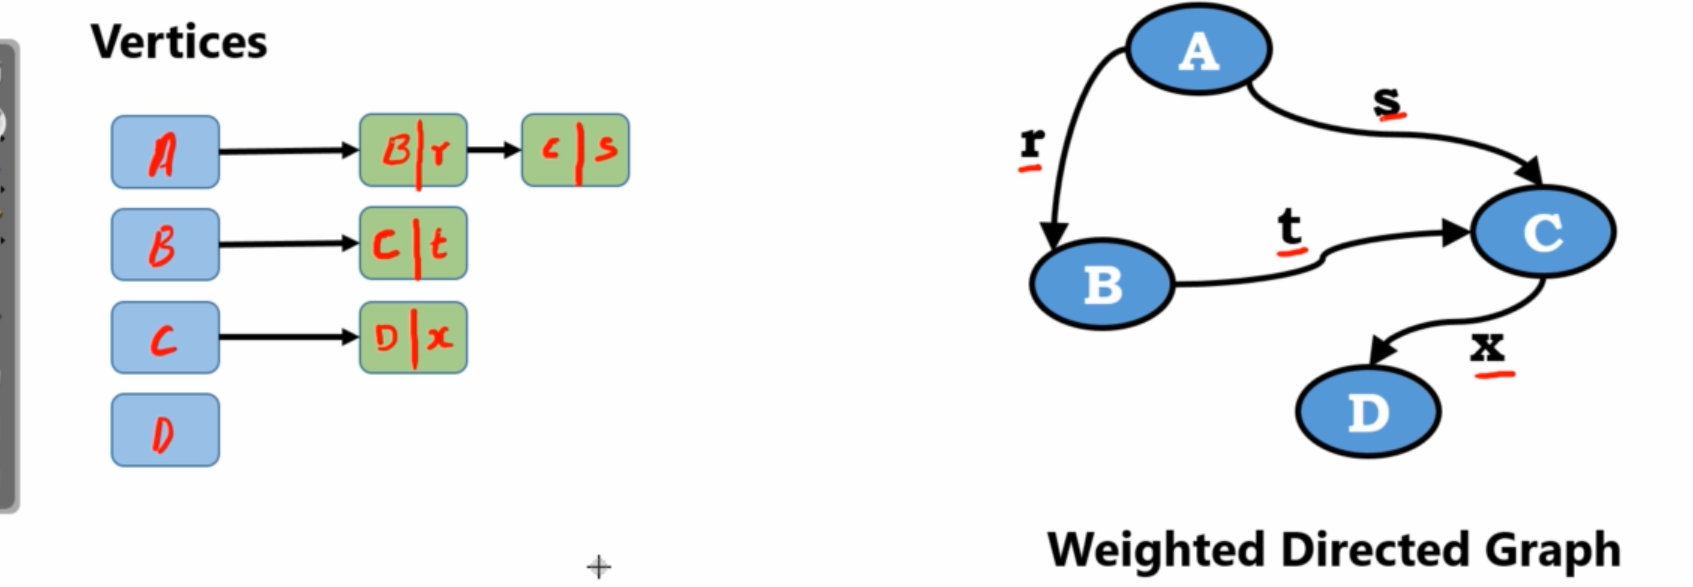 Vertices
A B|r c|s
B C|t
C D|x
D
A
r
s
B
t
C
x
D
Weighted Directed Graph